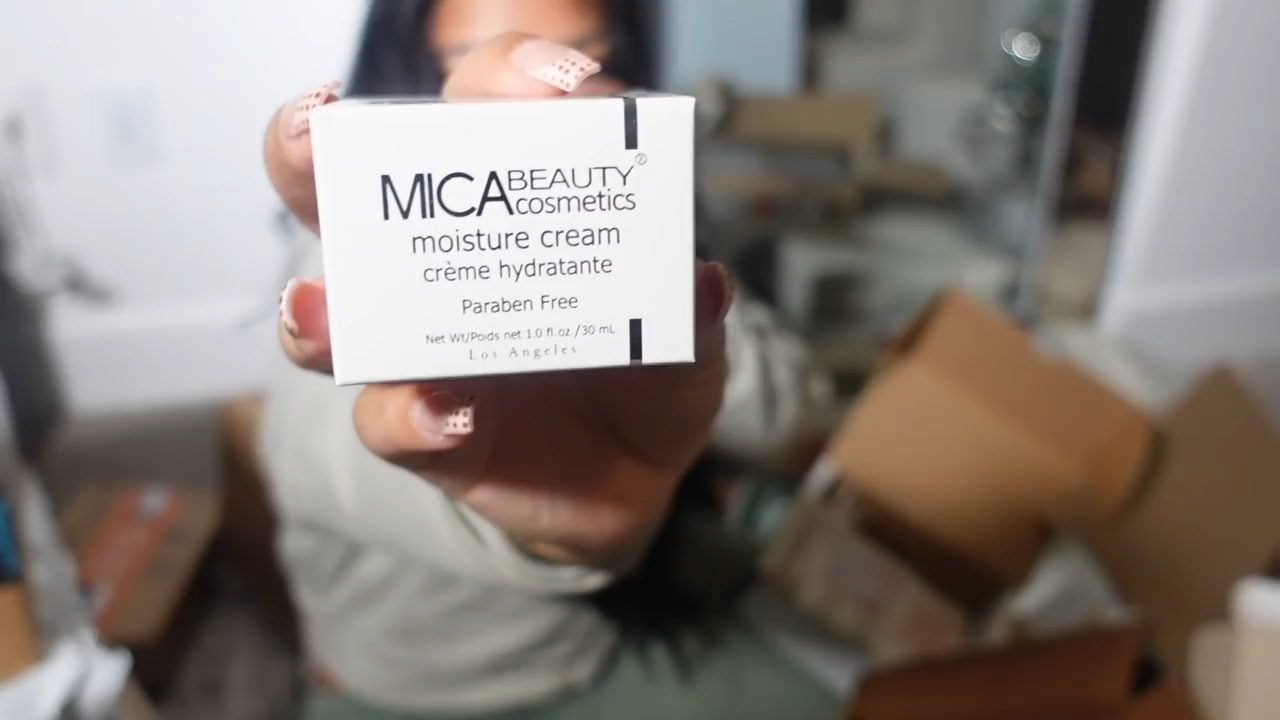 MICA BEAUTY®
cosmetics
moisture cream
crème hydratante
Paraben Free
Net Wt/Poids net 1.0 fl.oz./30 mL
Los Angeles